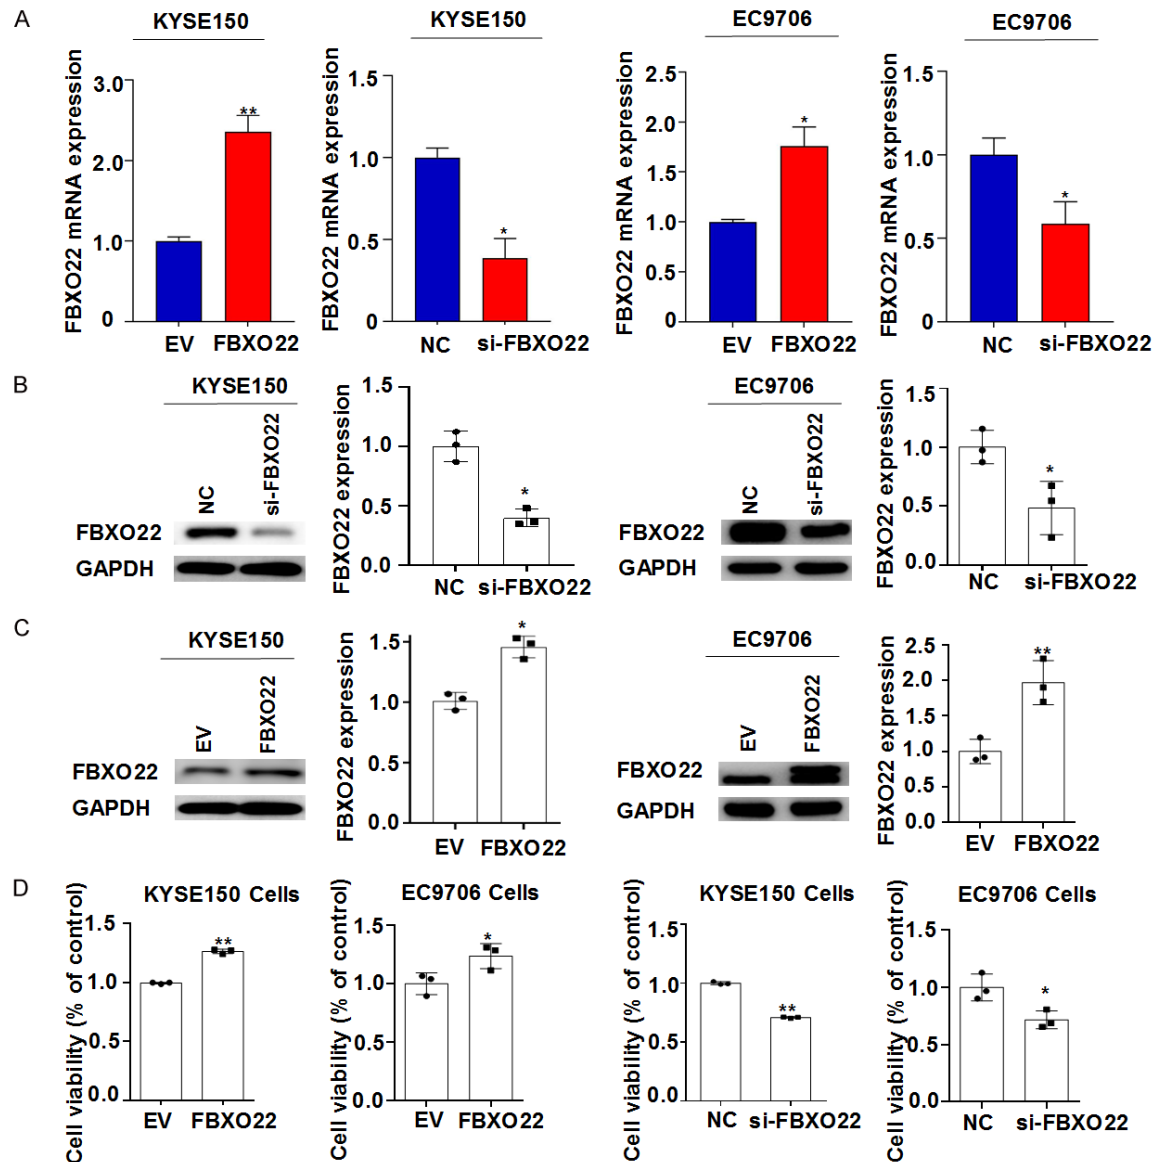 A
KYSE150
KYSE150
EC9706
EC9706
FBXO22 mRNA expression
3.0
2.0
1.0
0
**
EV
FBXO22
FBXO22 mRNA expression
1.5
1.0
0.5
0
*
NC
si-FBXO22
FBXO22 mRNA expression
2.5
2.0
1.5
1.0
0.5
0
*
EV
FBXO22
FBXO22 mRNA expression
1.5
1.0
0.5
0
*
NC
si-FBXO22
B
KYSE150
NC
si-FBXO22
FBXO22
GAPDH
FBXO22 expression
1.5
1.0
0.5
0.0
*
NC
si-FBXO22
EC9706
NC
si-FBXO22
FBXO22
GAPDH
FBXO22 expression
1.5
1.0
0.5
0.0
*
NC
si-FBXO22
C
KYSE150
EV
FBXO22
FBXO22
GAPDH
FBXO22 expression
1.5
1.0
0.5
0.0
*
EV
FBXO22
EC9706
EV
FBXO22
FBXO22
GAPDH
FBXO22 expression
2.5
2.0
1.5
1.0
0.5
0.0
**
EV
FBXO22
D
KYSE150 Cells
Cell viability (% of control)
1.5
1.0
0.5
0.0
**
EV
FBXO22
EC9706 Cells
Cell viability (% of control)
1.5
1.0
0.5
0.0
*
EV
FBXO22
KYSE150 Cells
Cell viability (% of control)
1.5
1.0
0.5
0.0
**
NC
si-FBXO22
EC9706 Cells
Cell viability (% of control)
1.5
1.0
0.5
0.0
*
NC
si-FBXO22